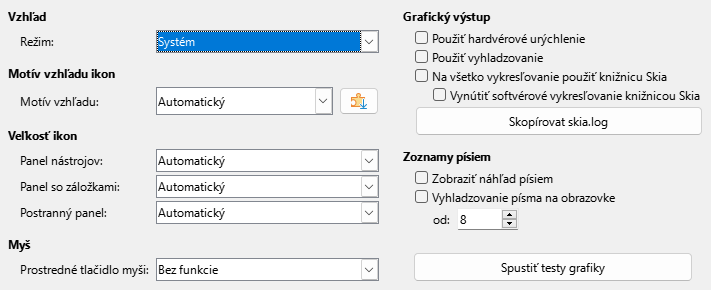 Vzhľad
Režim: Systém
Motív vzhľadu ikon
Motív vzhľadu: Automatický
Veľkosť ikon
Panel nástrojov: Automatický
Panel so záložkami: Automatický
Postranný panel: Automatický
Myš
Prostredné tlačidlo myši: Bez funkcie
Grafický výstup
Použiť hardvérové urýchlenie
Použiť vyhladzovanie
Na všetko vykresľovanie použiť knižnicu Skia
Vynútiť softvérové vykresľovanie knižnicou Skia
Skopírovat skia.log
Zoznamy písiem
Zobraziť náhľad písiem
Vyhladzovanie písma na obrazovke
od: 8
Spustiť testy grafiky